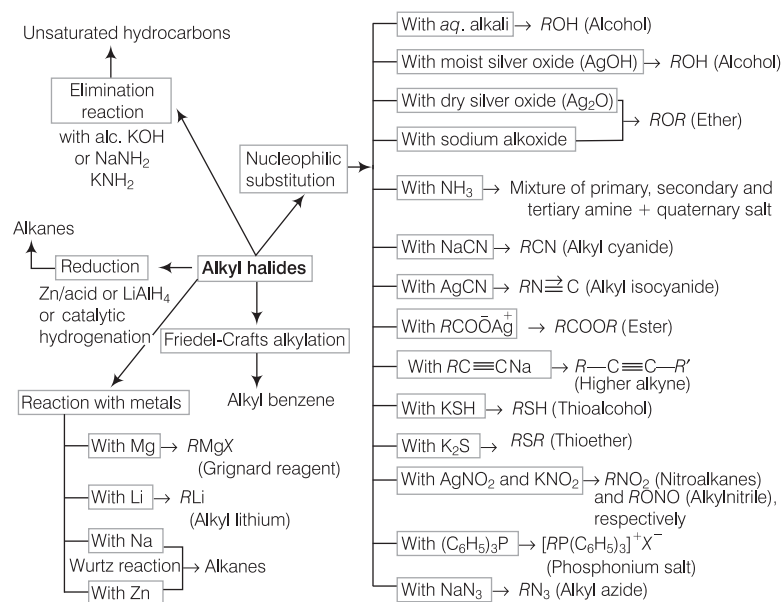 Unsaturated hydrocarbons
Elimination
reaction
with alc. KOH
or NaNH₂
KNH₂
Nucleophilic
substitution
Alkanes
Reduction
Zn/acid or LiAlH₄
or catalytic
hydrogenation
Alkyl halides
Friedel-Crafts alkylation
Alkyl benzene
Reaction with metals
With Mg → RMgX
(Grignard reagent)
With Li → RLi
(Alkyl lithium)
With Na
Wurtz reaction → Alkanes
With Zn
With aq. alkali → ROH (Alcohol)
With moist silver oxide (AgOH) → ROH (Alcohol)
With dry silver oxide (Ag₂O)
ROR (Ether)
With sodium alkoxide
With NH₃ → Mixture of primary, secondary and
tertiary amine + quaternary salt
With NaCN → RCN (Alkyl cyanide)
With AgCN → RN⩬C (Alkyl isocyanide)
With RCOO⁻Ag⁺ → RCOOR (Ester)
With RC≡CNa → R—C≡C—R′
(Higher alkyne)
With KSH → RSH (Thioalcohol)
With K₂S → RSR (Thioether)
With AgNO₂ and KNO₂ → RNO₂ (Nitroalkanes)
and RONO (Alkylnitrile),
respectively
With (C₆H₅)₃P → [RP(C₆H₅)₃]⁺X⁻
(Phosphonium salt)
With NaN₃ → RN₃ (Alkyl azide)